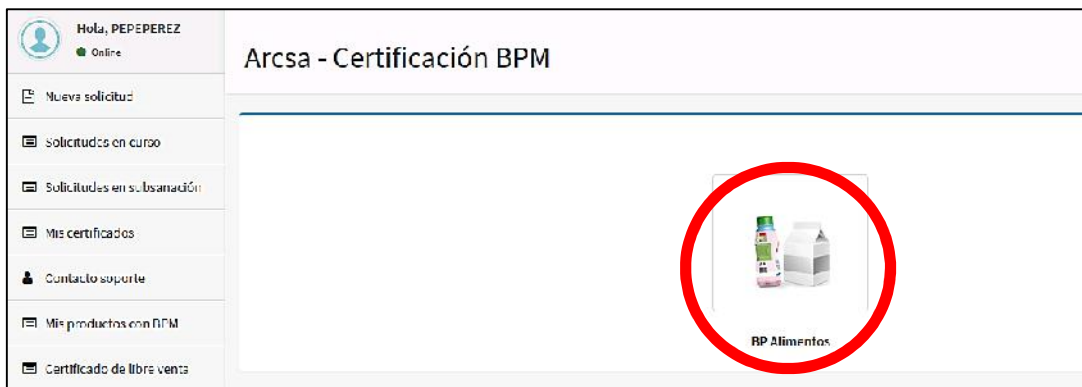 Hola, PEPEPEREZ
Online
Nueva solicitud
Solicitudes en curso
Solicitudes en subsanación
Mis certificados
Contacto soporte
Mis productos con BPM
Certificado de libre venta
Arcsa - Certificación BPM
BP Alimentos